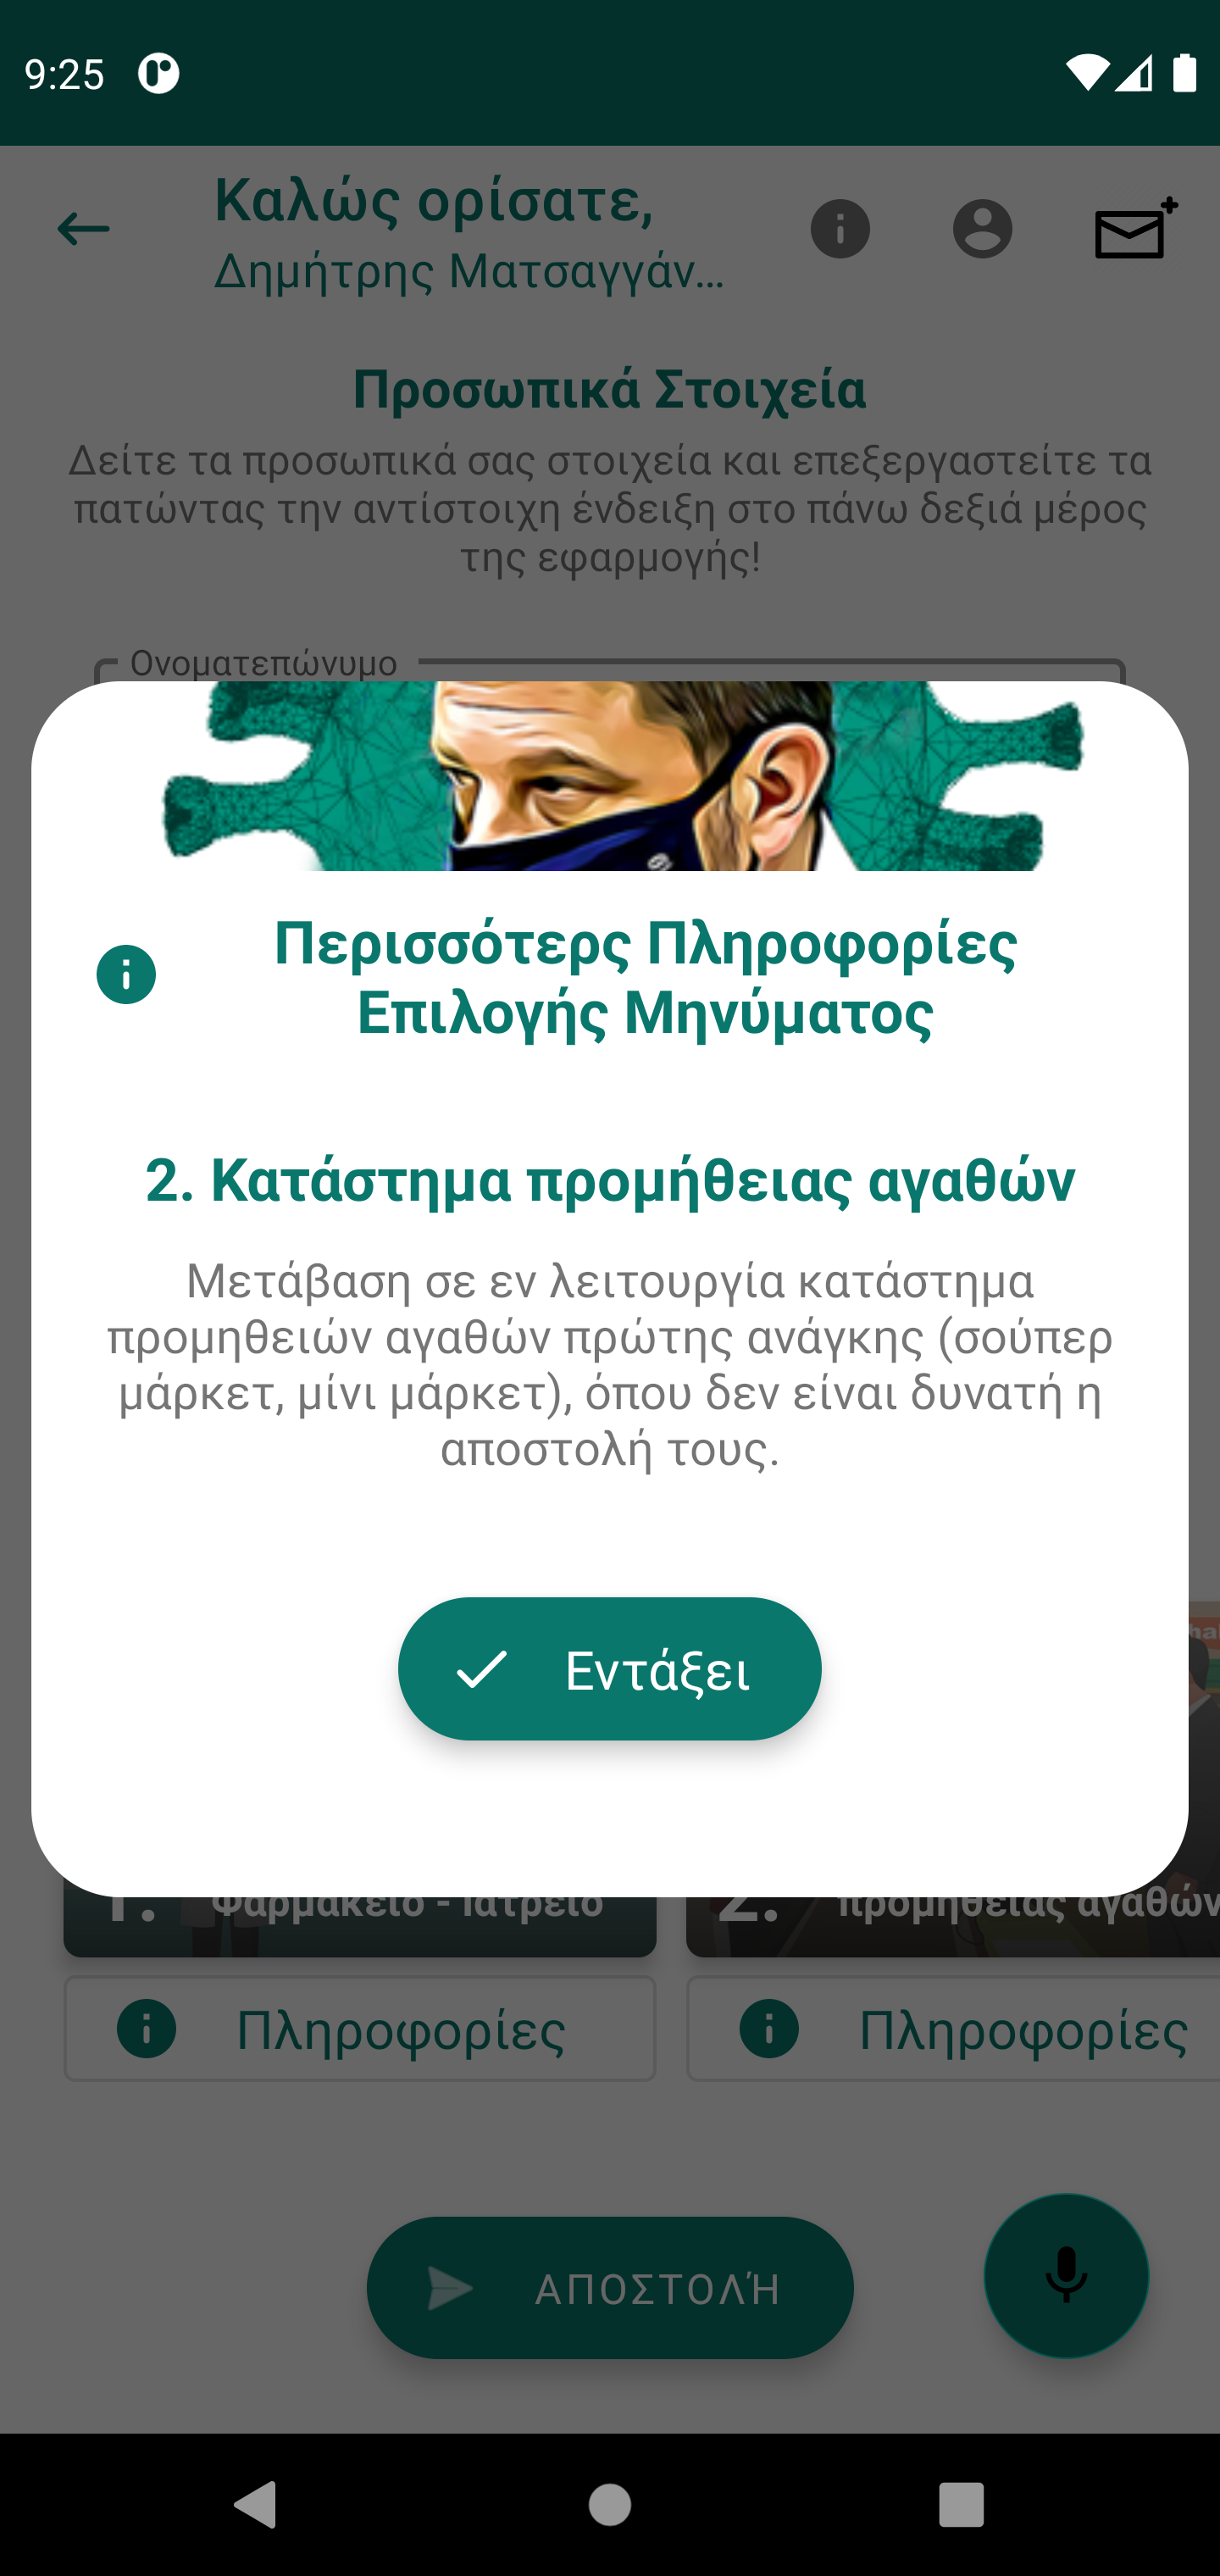 9:25
Καλώς ορίσατε,
Δημήτρης Ματσαγγάν...
Προσωπικά Στοιχεία
Δείτε τα προσωπικά σας στοιχεία και επεξεργαστείτε τα
πατώντας την αντίστοιχη ένδειξη στο πάνω δεξιά μέρος
της εφαρμογής!
Ονοματεπώνυμο
Περισσότερς Πληροφορίες
Επιλογής Μηνύματος
2. Κατάστημα προμήθειας αγαθών
Μετάβαση σε εν λειτουργία κατάστημα
προμηθειών αγαθών πρώτης ανάγκης (σούπερ
μάρκετ, μίνι μάρκετ), όπου δεν είναι δυνατή η
αποστολή τους.
Εντάξει
1. Φαρμακείο - Ιατρείο
2. προμήθειας αγαθών
Πληροφορίες
Πληροφορίες
ΑΠΟΣΤΟΛΉ